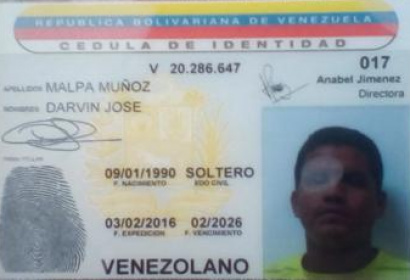 REPUBLICA BOLIVARIANA DE VENEZUELA
CEDULA DE IDENTIDAD
V 20.286.647
017
Anabel Jimenez
Directora
APELLIDOS MALPA MUÑOZ
NOMBRES DARVIN JOSE
09/01/1990 SOLTERO
F. NACIMIENTO EDO CIVIL
03/02/2016 02/2026
F. EXPEDICION F. VENCIMIENTO
VENEZOLANO